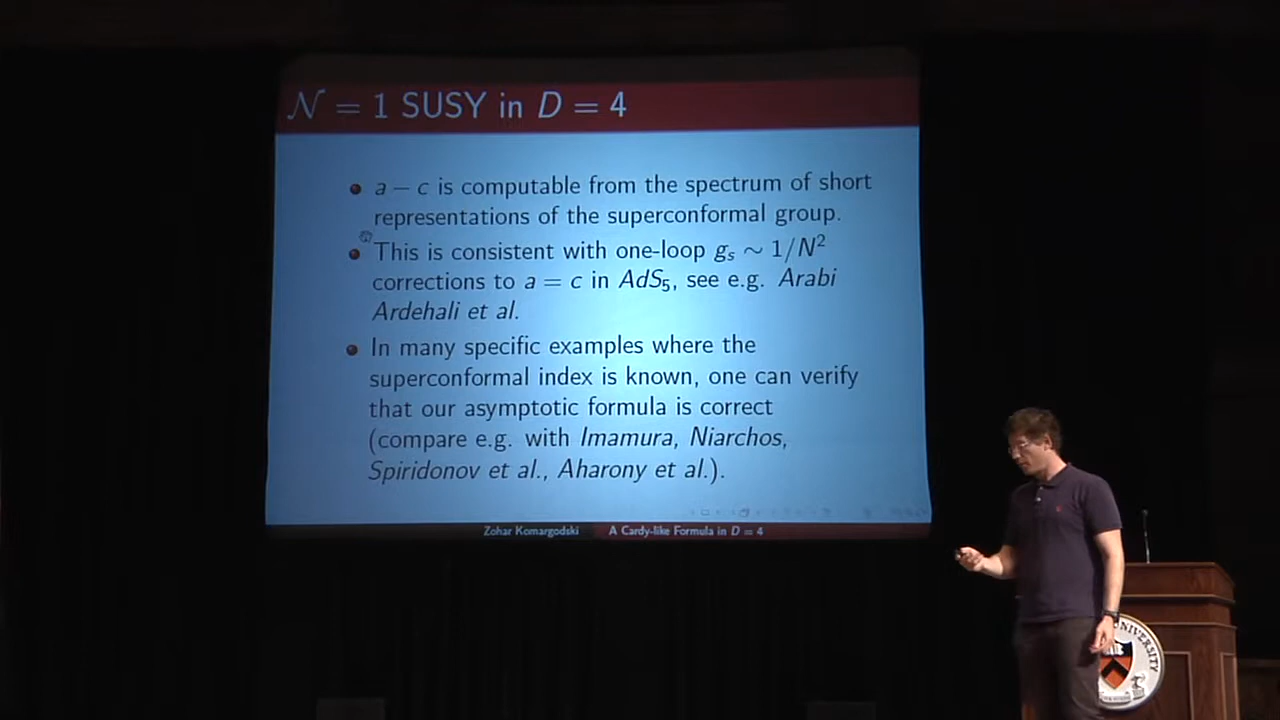 𝒩 = 1 SUSY in D = 4
a − c is computable from the spectrum of short
representations of the superconformal group.
This is consistent with one-loop gₛ ∼ 1/N²
corrections to a = c in AdS₅, see e.g. Arabi
Ardehali et al.
In many specific examples where the
superconformal index is known, one can verify
that our asymptotic formula is correct
(compare e.g. with Imamura, Niarchos,
Spiridonov et al., Aharony et al.).
Zohar Komargodski A Cardy-like Formula in D = 4
UNIVERSITY